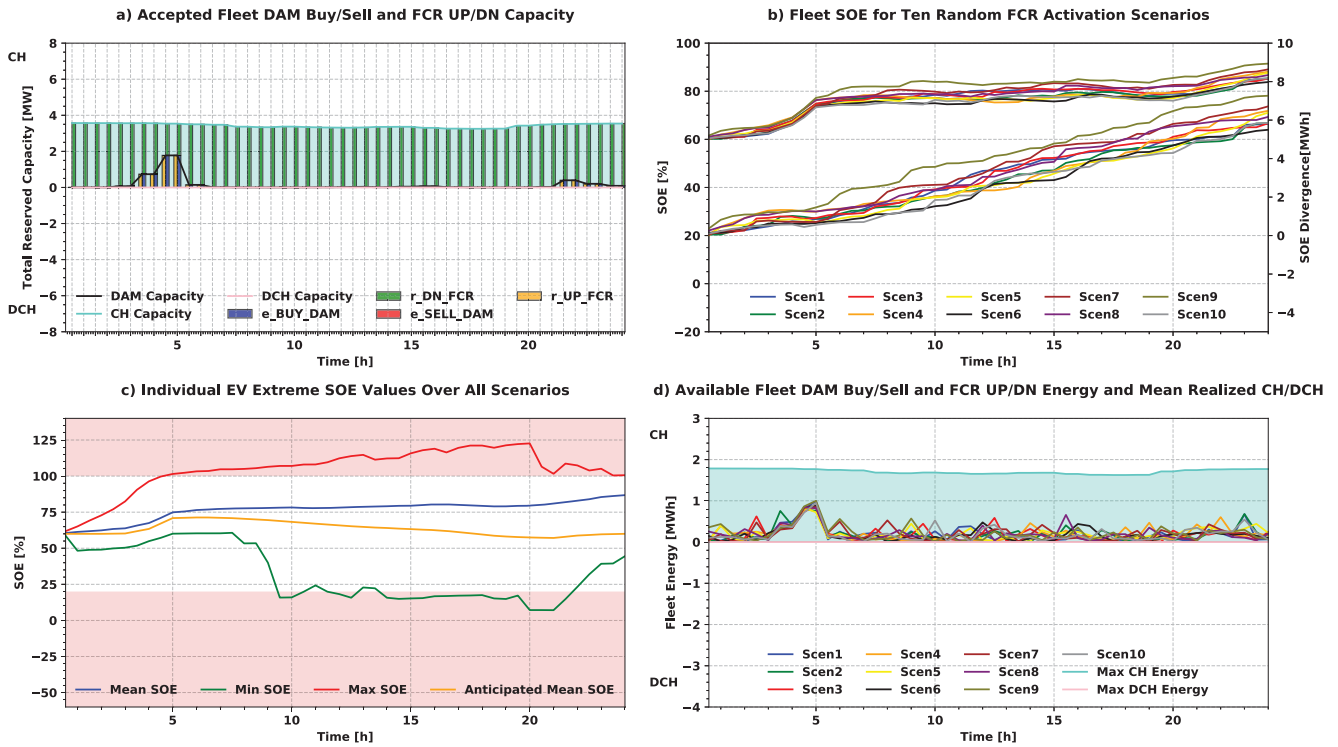 a) Accepted Fleet DAM Buy/Sell and FCR UP/DN Capacity
CH
DCH
Total Reserved Capacity [MW]
8
6
4
2
0
−2
−4
−6
−8
DAM Capacity
CH Capacity
DCH Capacity
e_BUY_DAM
r_DN_FCR
e_SELL_DAM
r_UP_FCR
5
10
15
20
Time [h]
b) Fleet SOE for Ten Random FCR Activation Scenarios
SOE [%]
100
80
60
40
20
0
−20
10
8
6
4
2
0
−2
−4
SOE Divergence[MWh]
Scen1
Scen2
Scen3
Scen4
Scen5
Scen6
Scen7
Scen8
Scen9
Scen10
5
10
15
20
Time [h]
c) Individual EV Extreme SOE Values Over All Scenarios
SOE [%]
125
100
75
50
25
0
−25
−50
Mean SOE
Min SOE
Max SOE
Anticipated Mean SOE
5
10
15
20
Time [h]
d) Available Fleet DAM Buy/Sell and FCR UP/DN Energy and Mean Realized CH/DCH
CH
DCH
Fleet Energy [MWh]
3
2
1
0
−1
−2
−3
−4
Scen1
Scen2
Scen3
Scen4
Scen5
Scen6
Scen7
Scen8
Scen9
Scen10
Max CH Energy
Max DCH Energy
5
10
15
20
Time [h]